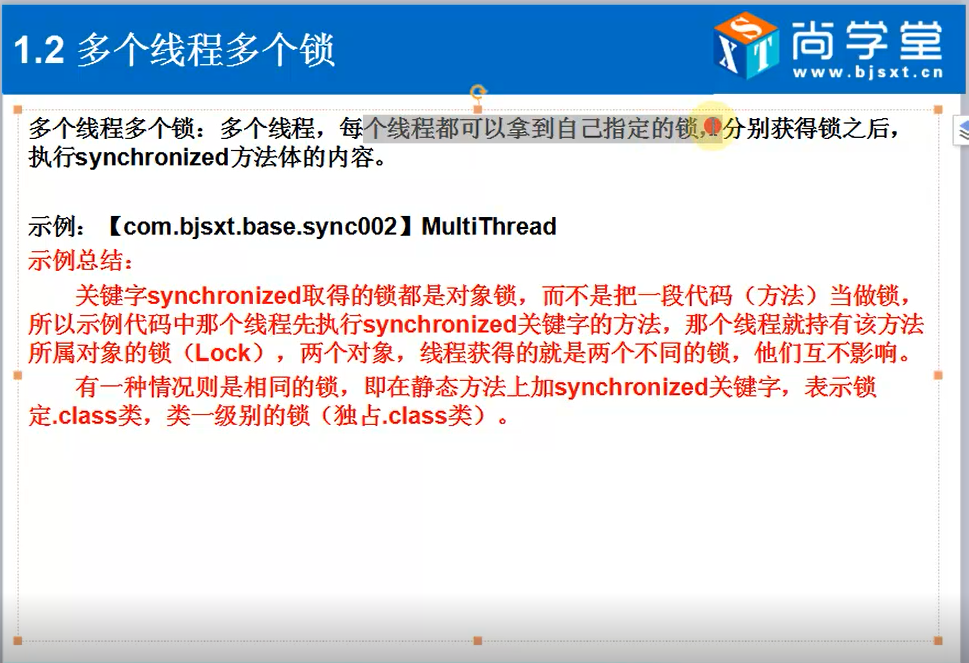 1.2 多个线程多个锁
XST
尚学堂
www.bjsxt.cn
多个线程多个锁：多个线程，每个线程都可以拿到自己指定的锁，分别获得锁之后，
执行synchronized方法体的内容。
示例：【com.bjsxt.base.sync002】MultiThread
示例总结：
关键字synchronized取得的锁都是对象锁，而不是把一段代码（方法）当做锁，
所以示例代码中那个线程先执行synchronized关键字的方法，那个线程就持有该方法
所属对象的锁（Lock），两个对象，线程获得的就是两个不同的锁，他们互不影响。
有一种情况则是相同的锁，即在静态方法上加synchronized关键字，表示锁
定.class类，类一级别的锁（独占.class类）。